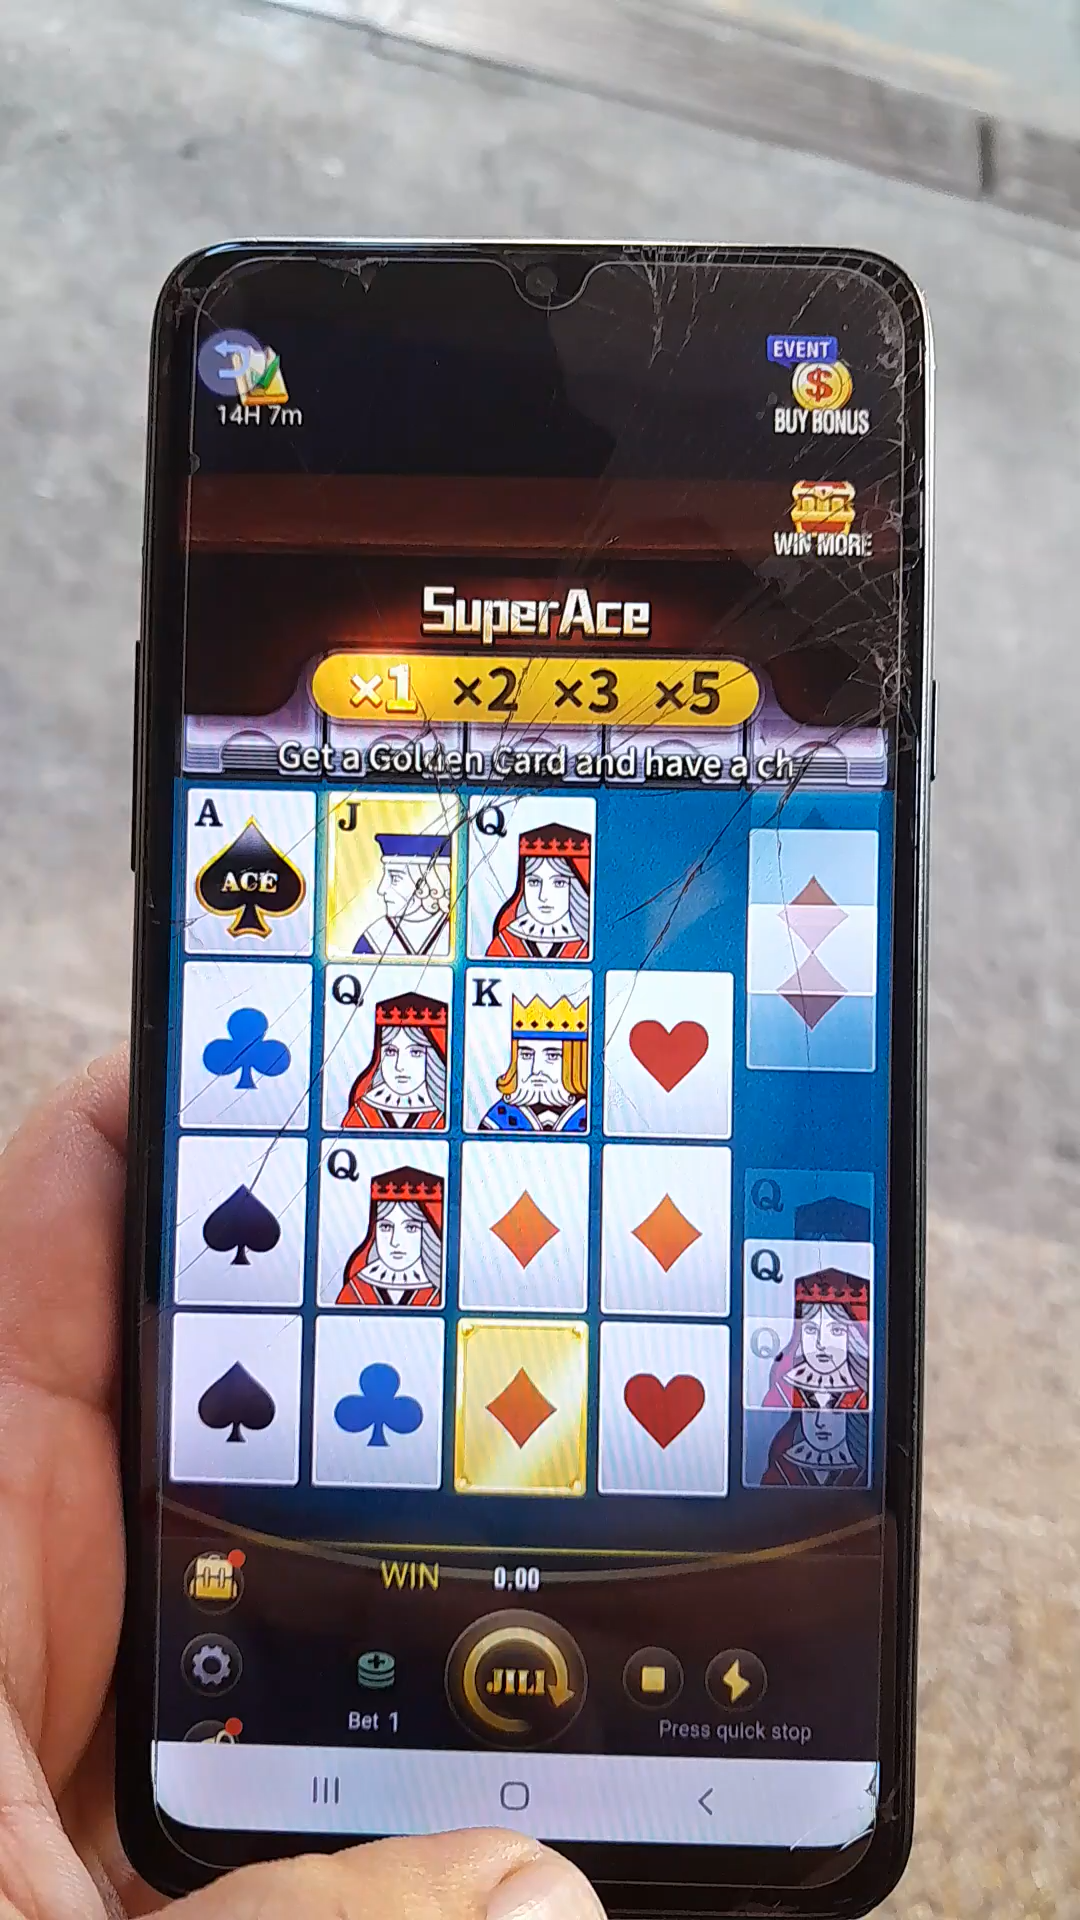 EVENT
14H 7m
BUY BONUS
WIN MORE
SuperAce
×1 ×2 ×3 ×5
Get a Golden Card and have a ch
A J Q
ACE
Q K
Q
Q
Q
Q
WIN 0.00
JILI
Bet 1
Press quick stop